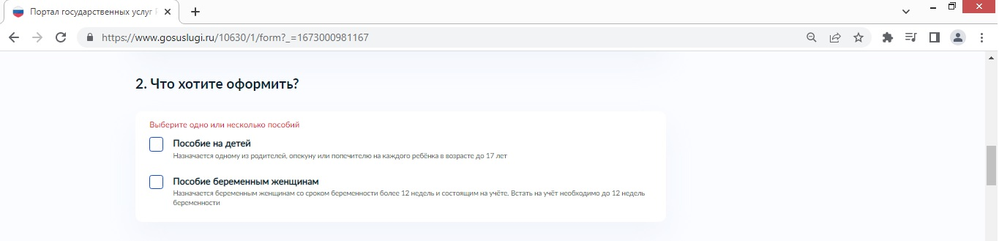 Портал государственных услуг
https://www.gosuslugi.ru/10630/1/form?_=1673000981167
2. Что хотите оформить?
Выберите одно или несколько пособий
Пособие на детей
Назначается одному из родителей, опекуну или попечителю на каждого ребёнка в возрасте до 17 лет
Пособие беременным женщинам
Назначается беременным женщинам со сроком беременности более 12 недель и состоящим на учёте. Встать на учёт необходимо до 12 недель
беременности